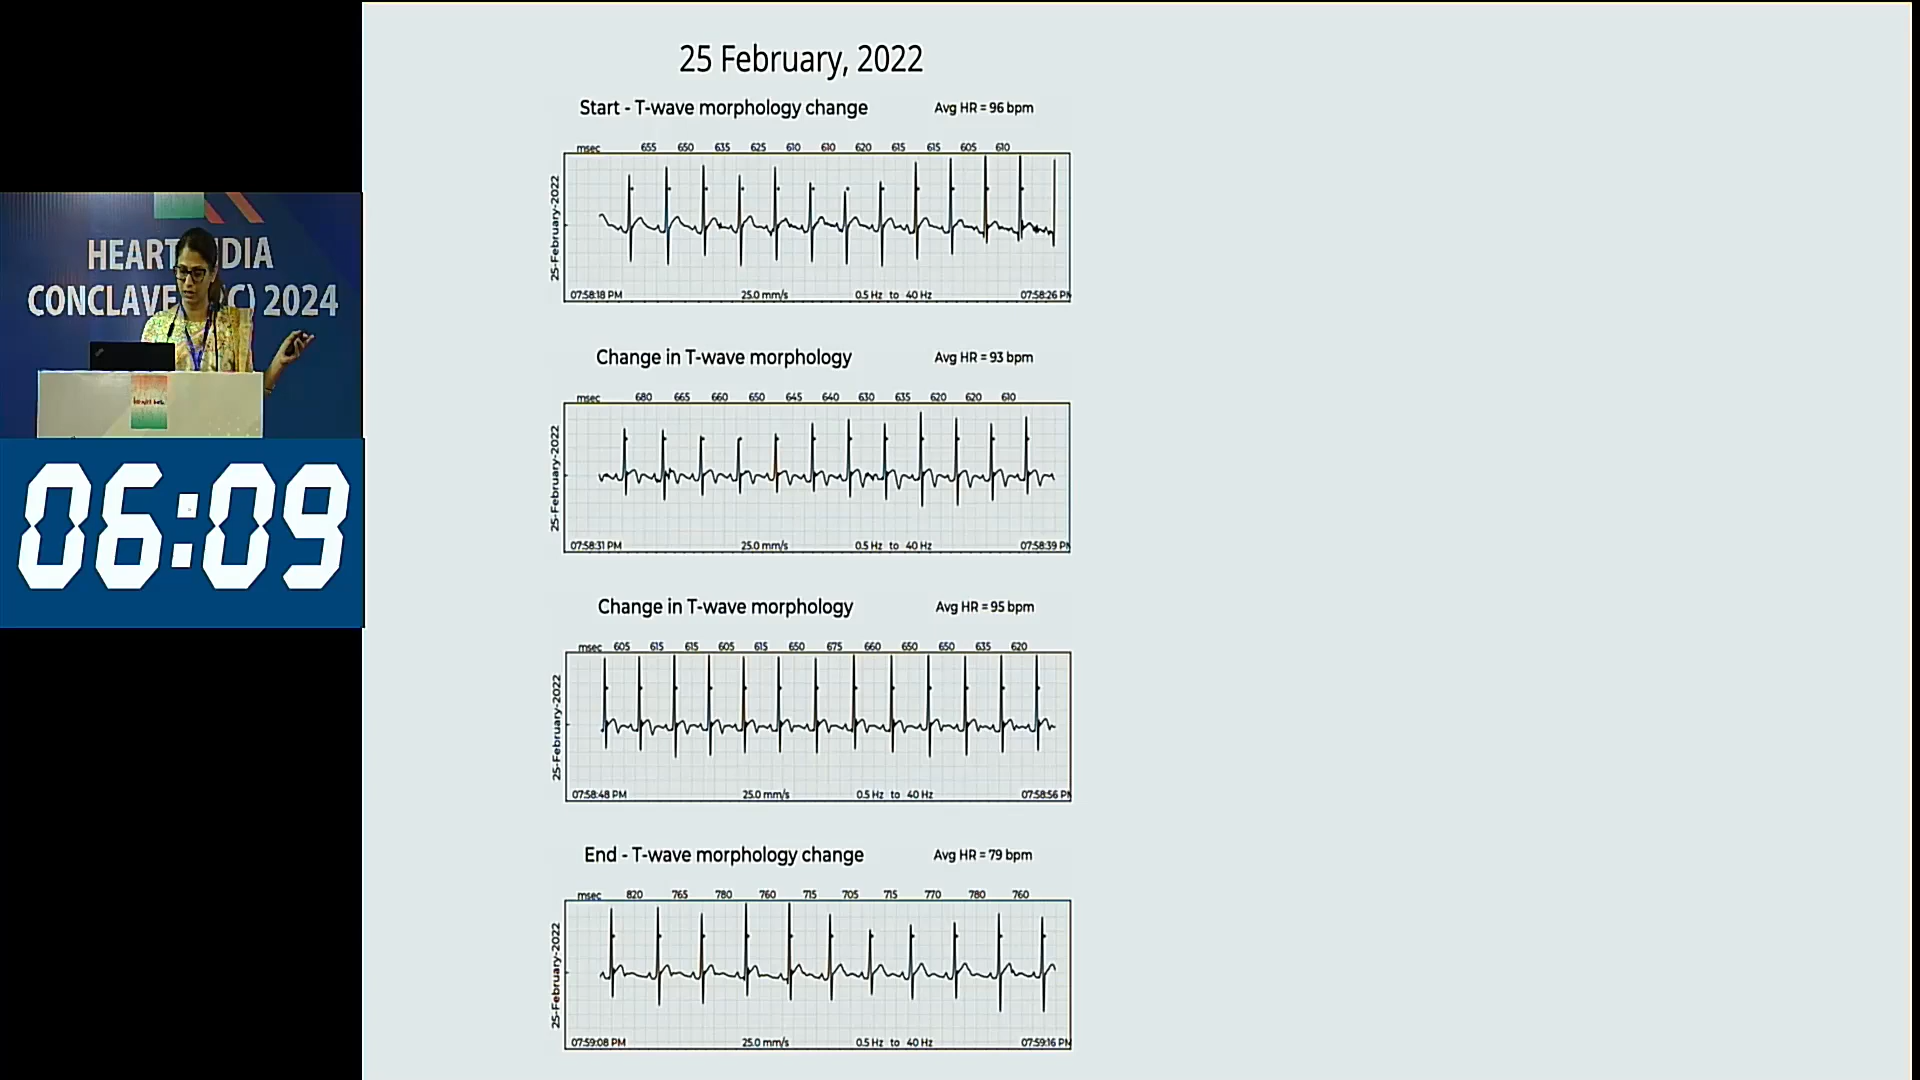 25 February, 2022
Start - T-wave morphology change Avg HR = 96 bpm
msec 655 650 635 625 610 610 620 615 615 605 610
25-February-2022
07:58:18 PM 25.0 mm/s 0.5 Hz to 40 Hz 07:58:26 PM
Change in T-wave morphology Avg HR = 93 bpm
msec 680 665 660 650 645 640 630 635 620 620 610
25-February-2022
07:58:31 PM 25.0 mm/s 0.5 Hz to 40 Hz 07:58:39 PM
Change in T-wave morphology Avg HR = 95 bpm
msec 605 615 615 605 615 650 675 660 650 650 635 620
25-February-2022
07:58:48 PM 25.0 mm/s 0.5 Hz to 40 Hz 07:58:56 PM
End - T-wave morphology change Avg HR = 79 bpm
msec 820 765 780 760 715 705 715 770 780 760
25-February-2022
07:59:08 PM 25.0 mm/s 0.5 Hz to 40 Hz 07:59:16 PM
HEART
DIA
CONCLAVE
C) 2024
06:09